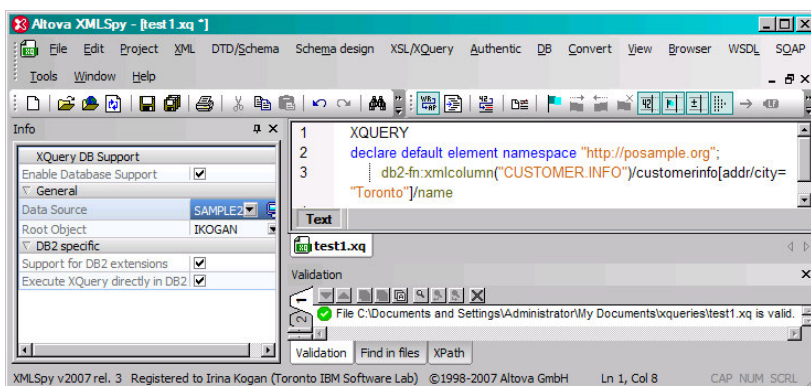 Altova XMLSpy - [test1.xq *]
File Edit Project XML DTD/Schema Schema design XSL/XQuery Authentic DB Convert View Browser WSDL SOAP
Tools Window Help
Info
XQuery DB Support
Enable Database Support
General
Data Source SAMPLE2
Root Object IKOGAN
DB2 specific
Support for DB2 extensions
Execute XQuery directly in DB2
1 XQUERY
2 declare default element namespace "http://posample.org";
3 db2-fn:xmlcolumn("CUSTOMER.INFO")/customerinfo[addr/city=
"Toronto"]/name
Text
test1.xq
Validation
1
2
File C:\Documents and Settings\Administrator\My Documents\xqueries\test1.xq is valid.
Validation Find in files XPath
XMLSpy v2007 rel. 3 Registered to Irina Kogan (Toronto IBM Software Lab) ©1998-2007 Altova GmbH Ln 1, Col 8 CAP NUM SCRL